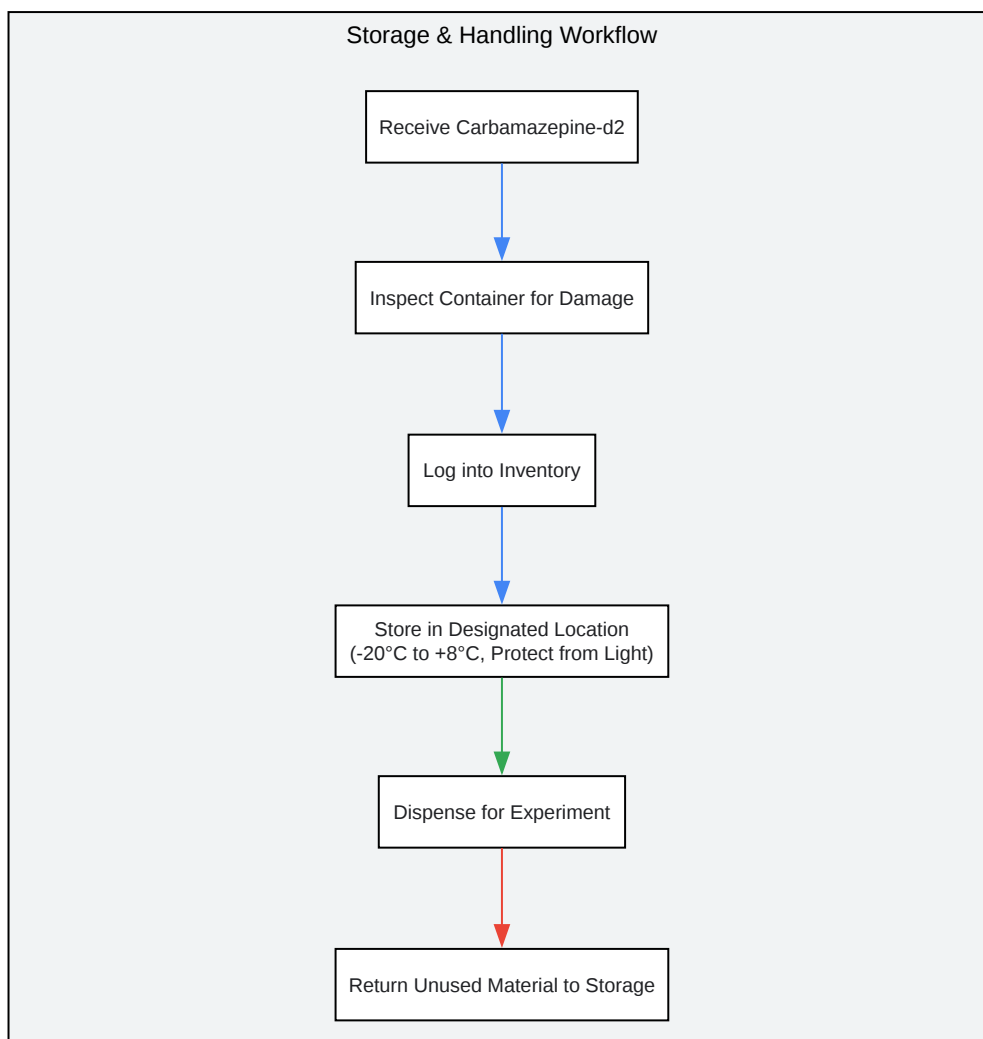 Storage & Handling Workflow
Receive Carbamazepine-d2
Inspect Container for Damage
Log into Inventory
Store in Designated Location
(-20°C to +8°C, Protect from Light)
Dispense for Experiment
Return Unused Material to Storage